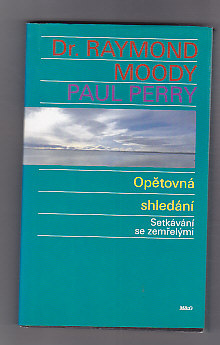 Dr. RAYMOND
MOODY
PAUL PERRY
Opětovná
shledání
Setkávání
se zemřelými